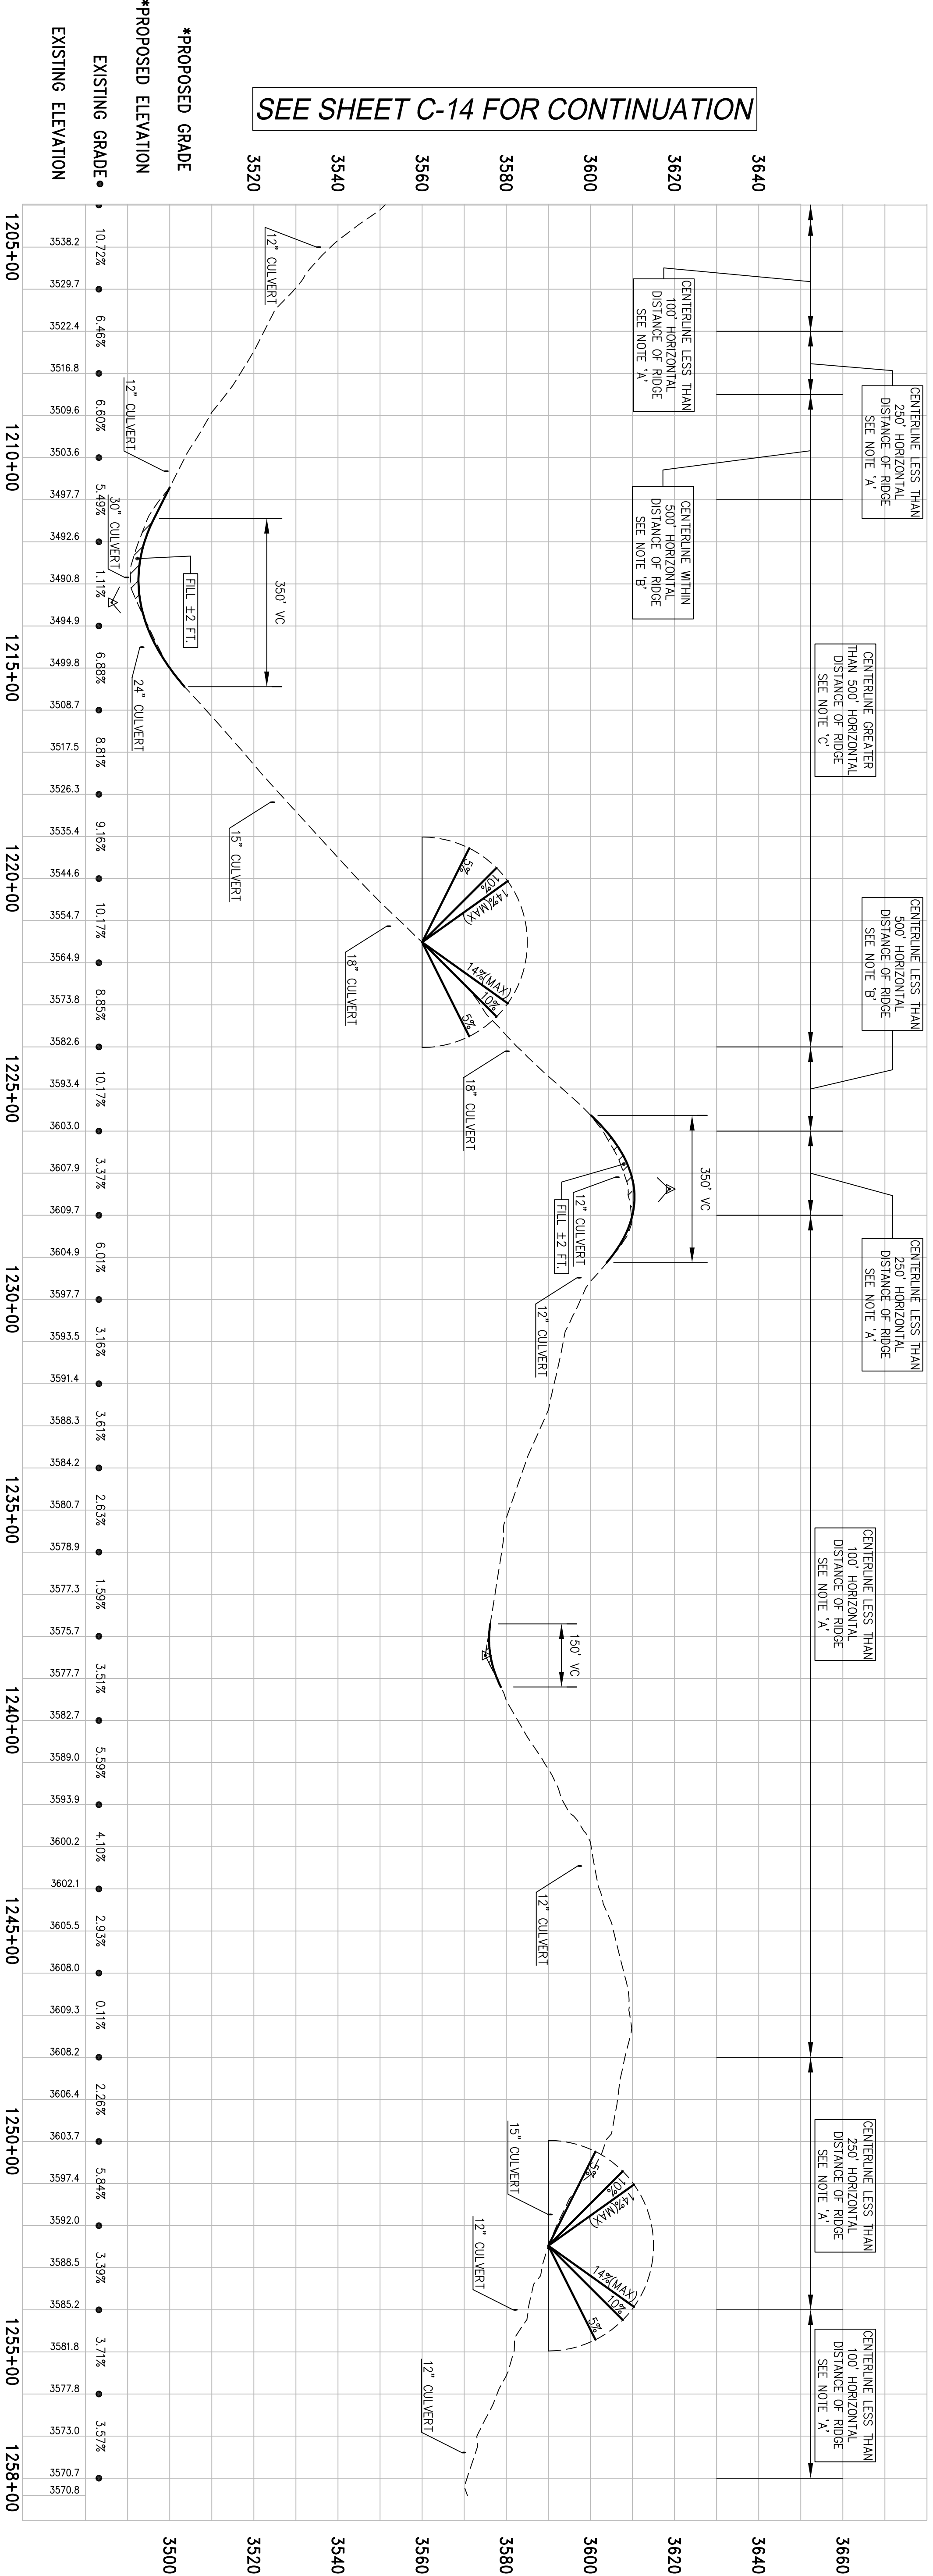 SEE SHEET C-14 FOR CONTINUATION
CENTERLINE LESS THAN
250' HORIZONTAL
DISTANCE OF RIDGE
SEE NOTE 'A'
CENTERLINE LESS THAN
500' HORIZONTAL
DISTANCE OF RIDGE
SEE NOTE 'B'
CENTERLINE LESS THAN
250' HORIZONTAL
DISTANCE OF RIDGE
SEE NOTE 'A'
CENTERLINE GREATER
THAN 500' HORIZONTAL
DISTANCE OF RIDGE
SEE NOTE 'C'
CENTERLINE LESS THAN
100' HORIZONTAL
DISTANCE OF RIDGE
SEE NOTE 'A'
CENTERLINE LESS THAN
250' HORIZONTAL
DISTANCE OF RIDGE
SEE NOTE 'A'
CENTERLINE LESS THAN
100' HORIZONTAL
DISTANCE OF RIDGE
SEE NOTE 'A'
CENTERLINE LESS THAN
100' HORIZONTAL
DISTANCE OF RIDGE
SEE NOTE 'A'
CENTERLINE WITHIN
500' HORIZONTAL
DISTANCE OF RIDGE
SEE NOTE 'B'
3640
3620
3600
3580
3560
3540
3520
3660
3640
3620
3600
3580
3560
3540
3520
3500
12" CULVERT
12" CULVERT
30" CULVERT
FILL ±2 FT.
350' VC
24" CULVERT
15" CULVERT
5%
10%
14%(MAX)
14%(MAX)
10%
5%
18" CULVERT
18" CULVERT
350' VC
12" CULVERT
FILL ±2 FT.
12" CULVERT
150' VC
12" CULVERT
15" CULVERT
5%
10%
14%(MAX)
14%(MAX)
10%
5%
12" CULVERT
12" CULVERT
*PROPOSED GRADE
*PROPOSED ELEVATION
EXISTING GRADE 10.72% 6.46% 6.60% 5.49% 1.11% 6.88% 8.81% 9.16% 10.17% 8.85% 10.17% 3.37% 6.01% 3.16% 3.61% 2.63% 1.59% 3.51% 5.59% 4.10% 2.93% 0.11% 2.26% 5.84% 3.39% 3.71% 3.57%
EXISTING ELEVATION 3538.2 3529.7 3522.4 3516.8 3509.6 3503.6 3497.7 3492.6 3490.8 3494.9 3499.8 3508.7 3517.5 3526.3 3535.4 3544.6 3554.7 3564.9 3573.8 3582.6 3593.4 3603.0 3607.9 3609.7 3604.9 3597.7 3593.5 3591.4 3588.3 3584.2 3580.7 3578.9 3577.3 3575.7 3577.7 3582.7 3589.0 3593.9 3600.2 3602.1 3605.5 3608.0 3609.3 3608.2 3606.4 3603.7 3597.4 3592.0 3588.5 3585.2 3581.8 3577.8 3573.0 3570.7 3570.8
1205+00 1210+00 1215+00 1220+00 1225+00 1230+00 1235+00 1240+00 1245+00 1250+00 1255+00 1258+00